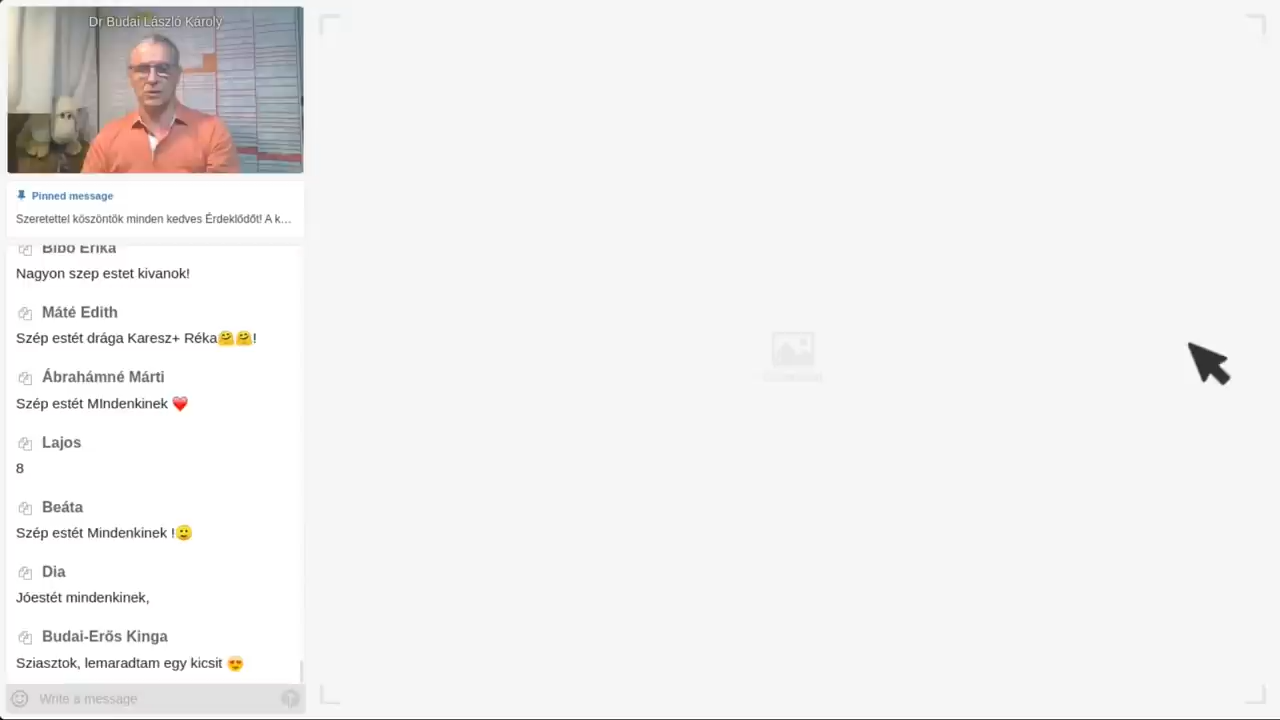 Dr Budai László Károly
Pinned message
Szeretettel köszöntök minden kedves Érdeklődőt! A k…
Bibó Erika
Nagyon szep estet kivanok!
Máté Edith
Szép estét drága Karesz+ Réka🤗🤗!
Ábrahámné Márti
Szép estét MIndenkinek ❤️
Lajos
8
Beáta
Szép estét Mindenkinek !🙂
Dia
Jóestét mindenkinek,
Budai-Erős Kinga
Sziasztok, lemaradtam egy kicsit 😍
Write a message